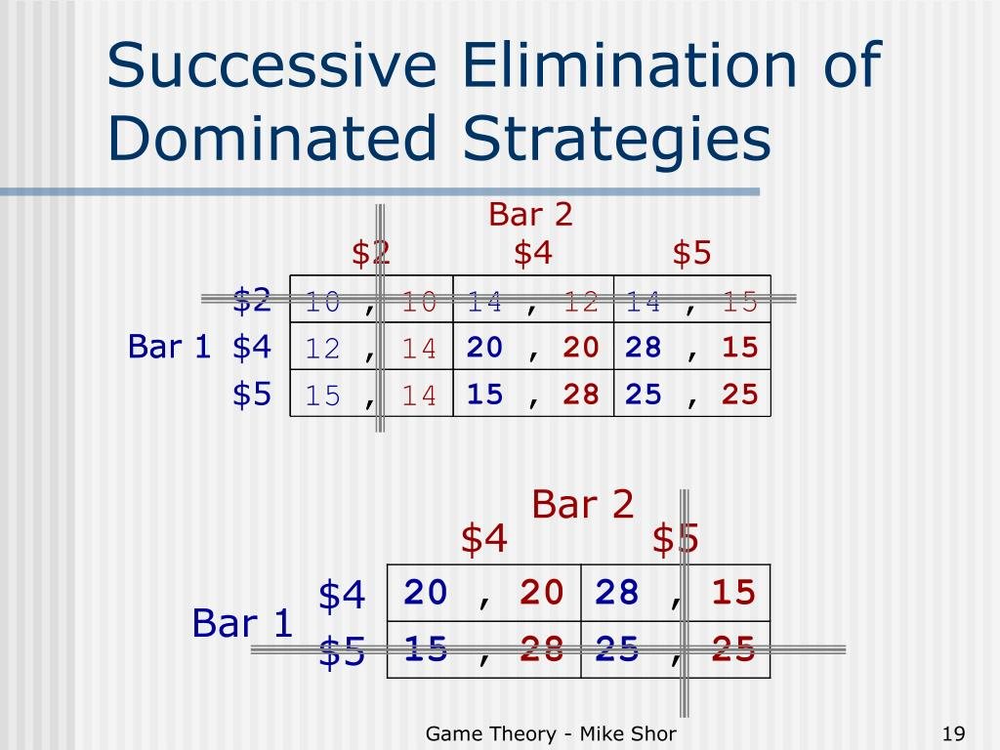 Successive Elimination of
Dominated Strategies
Bar 2
$2 $4 $5
$2 10 , 10 14 , 12 14 , 15
Bar 1 $4 12 , 14 20 , 20 28 , 15
$5 15 , 14 15 , 28 25 , 25
Bar 2
$4 $5
$4 20 , 20 28 , 15
Bar 1
$5 15 , 28 25 , 25
Game Theory - Mike Shor 19